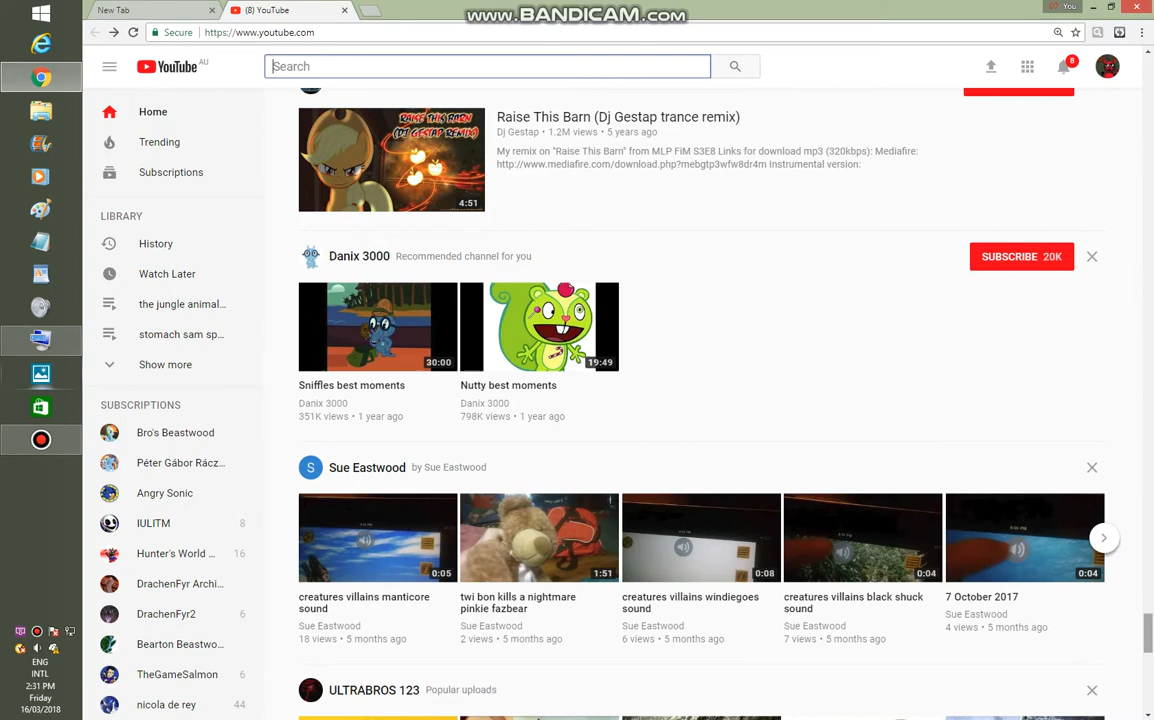 www.BANDICAM.com
New Tab
(8) YouTube
You
Secure
https://www.youtube.com
YouTube AU
Search
8
Home
Trending
Subscriptions
LIBRARY
History
Watch Later
the jungle animal...
stomach sam sp...
Show more
SUBSCRIPTIONS
Bro's Beastwood
Péter Gábor Rácz...
Angry Sonic
IULITM 8
Hunter's World ... 16
DrachenFyr Archi...
DrachenFyr2
Bearton Beastwo...
TheGameSalmon 6
nicola de rey 44
RAISE THIS BARN
(DJ GESTAP REMIX)
4:51
Raise This Barn (Dj Gestap trance remix)
Dj Gestap • 1.2M views • 5 years ago
My remix on "Raise This Barn" from MLP FiM S3E8 Links for download mp3 (320kbps): Mediafire:
http://www.mediafire.com/download.php?mebgtp3wfw8dr4m Instrumental version:
Danix 3000 Recommended channel for you
SUBSCRIBE 20K
30:00
19:49
Sniffles best moments
Danix 3000
351K views • 1 year ago
Nutty best moments
Danix 3000
798K views • 1 year ago
S
Sue Eastwood by Sue Eastwood
0:05
1:51
0:08
0:04
0:04
creatures villains manticore
sound
Sue Eastwood
18 views • 5 months ago
twi bon kills a nightmare
pinkie fazbear
Sue Eastwood
2 views • 5 months ago
creatures villains windiegoes
sound
Sue Eastwood
6 views • 5 months ago
creatures villains black shuck
sound
Sue Eastwood
7 views • 5 months ago
7 October 2017
Sue Eastwood
4 views • 5 months ago
ULTRABROS 123 Popular uploads
ENG
INTL
2:31 PM
Friday
16/03/2018